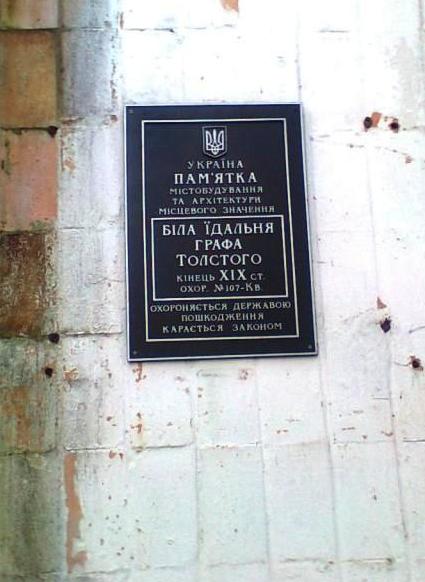 УКРАЇНА
ПАМ'ЯТКА
МІСТОБУДУВАННЯ
ТА АРХІТЕКТУРИ
МІСЦЕВОГО ЗНАЧЕННЯ
БІЛА ЇДАЛЬНЯ
ГРАФА
ТОЛСТОГО
КІНЕЦЬ XIX СТ.
ОХОР. №107-КВ.
ОХОРОНЯЄТЬСЯ ДЕРЖАВОЮ
ПОШКОДЖЕННЯ
КАРАЄТЬСЯ ЗАКОНОМ